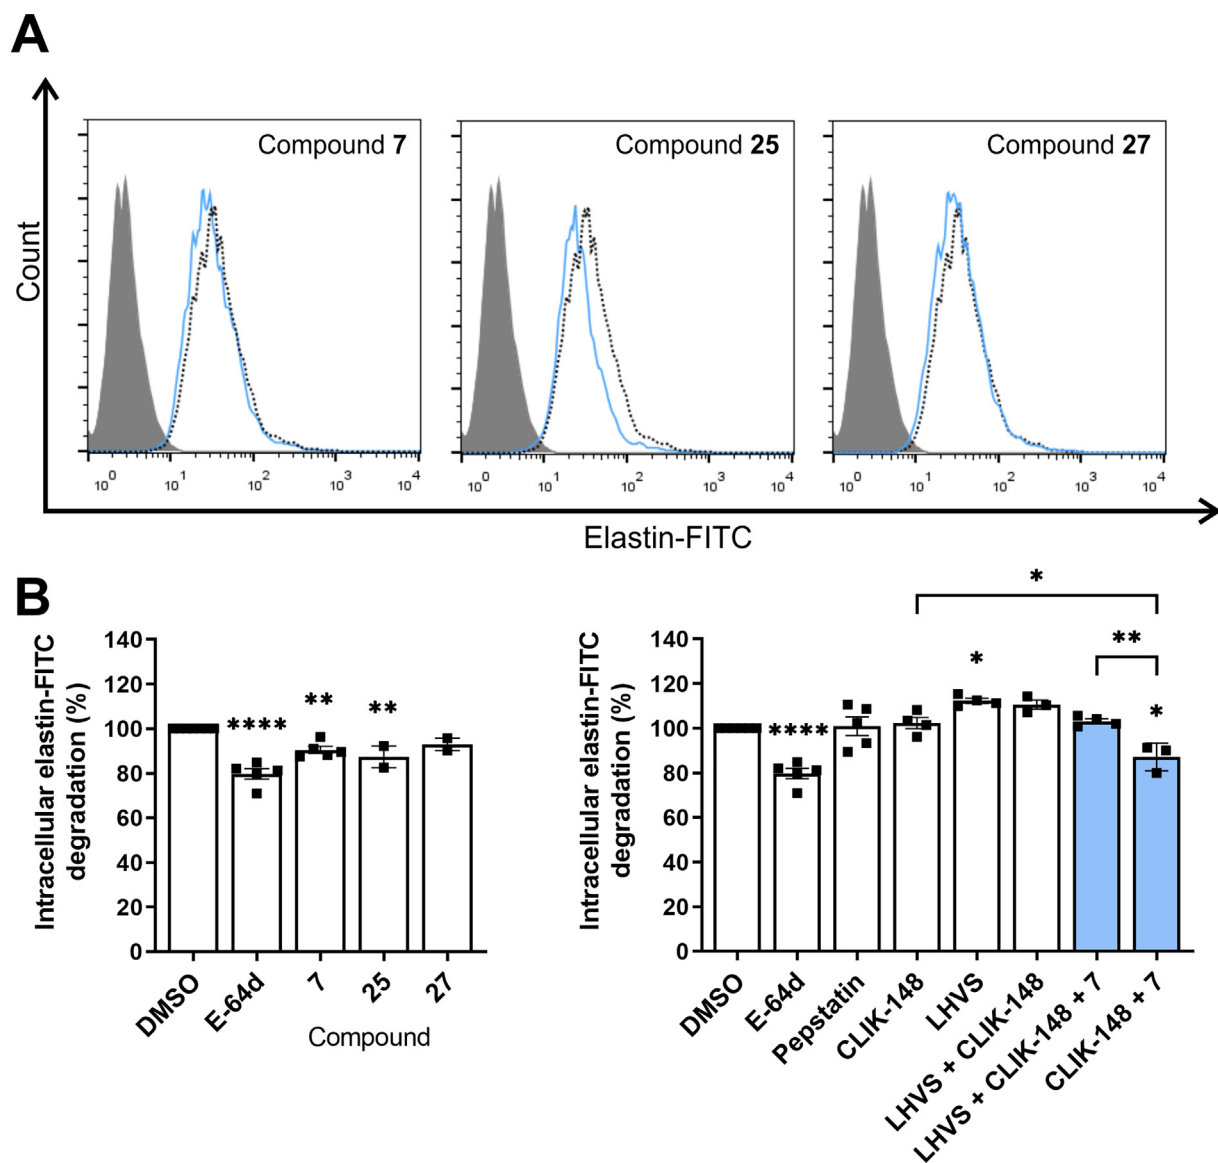 A
Compound 7
Compound 25
Compound 27
Count
10^0 10^1 10^2 10^3 10^4
10^0 10^1 10^2 10^3 10^4
10^0 10^1 10^2 10^3 10^4
Elastin-FITC
B
Intracellular elastin-FITC
degradation (%)
140
120
100
80
60
40
20
0
****
**
**
DMSO
E-64d
7
25
27
Compound
Intracellular elastin-FITC
degradation (%)
140
120
100
80
60
40
20
0
*
**
****
*
*
DMSO
E-64d
Pepstatin
CLIK-148
LHVS
LHVS + CLIK-148
LHVS + CLIK-148 + 7
CLIK-148 + 7